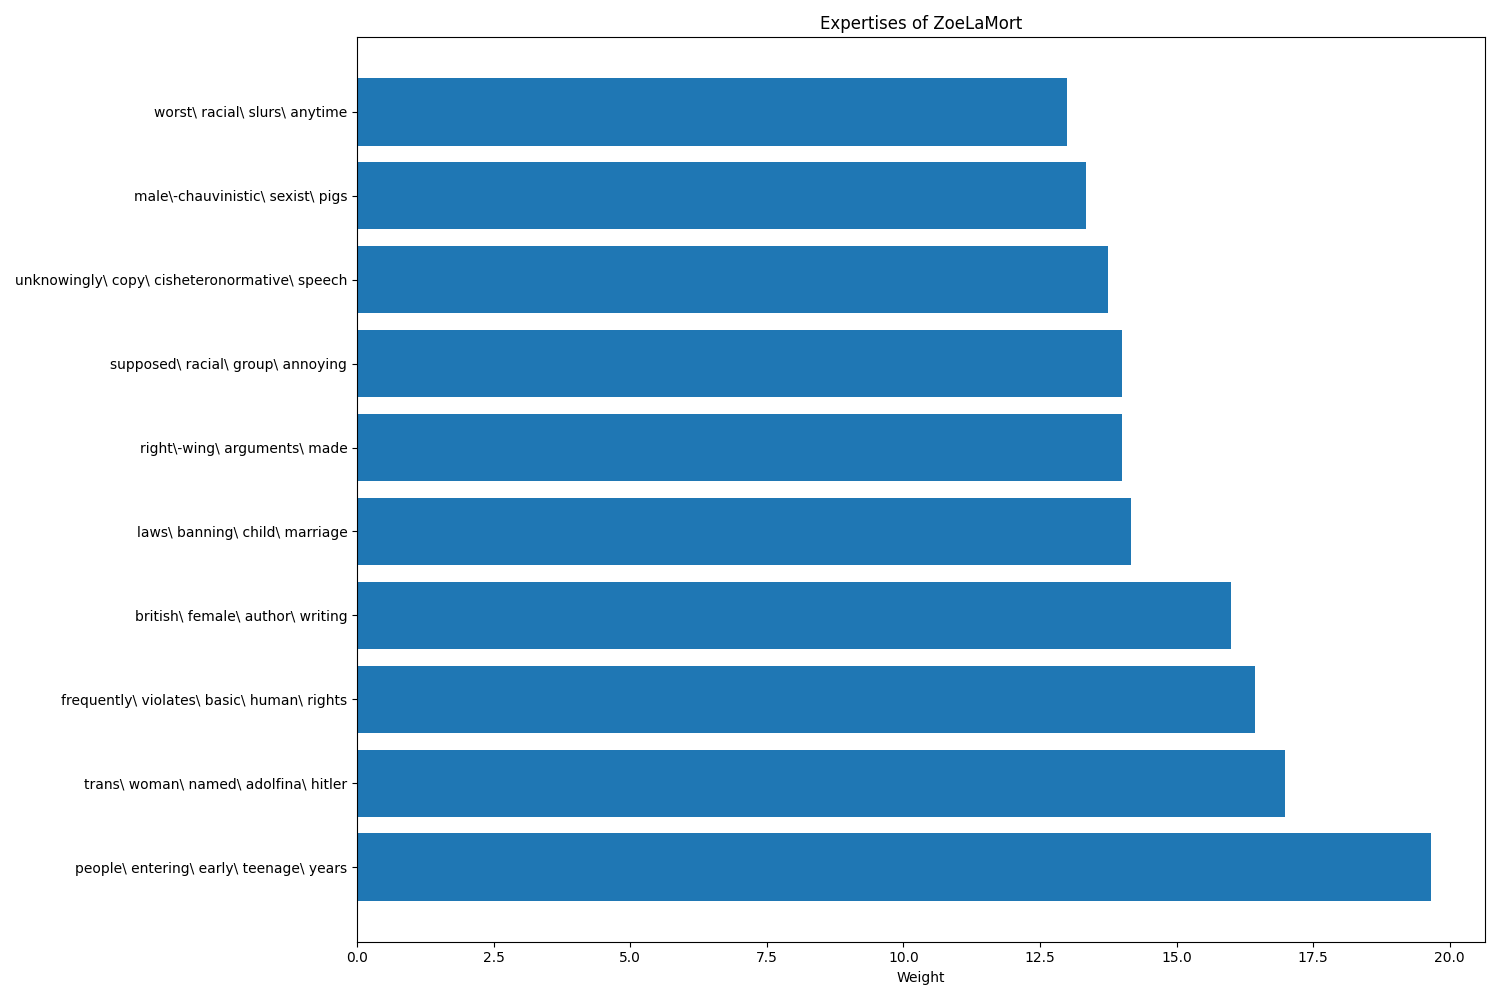 Expertises of ZoeLaMort
worst\ racial\ slurs\ anytime
male\-chauvinistic\ sexist\ pigs
unknowingly\ copy\ cisheteronormative\ speech
supposed\ racial\ group\ annoying
right\-wing\ arguments\ made
laws\ banning\ child\ marriage
british\ female\ author\ writing
frequently\ violates\ basic\ human\ rights
trans\ woman\ named\ adolfina\ hitler
people\ entering\ early\ teenage\ years
0.0 2.5 5.0 7.5 10.0 12.5 15.0 17.5 20.0
Weight